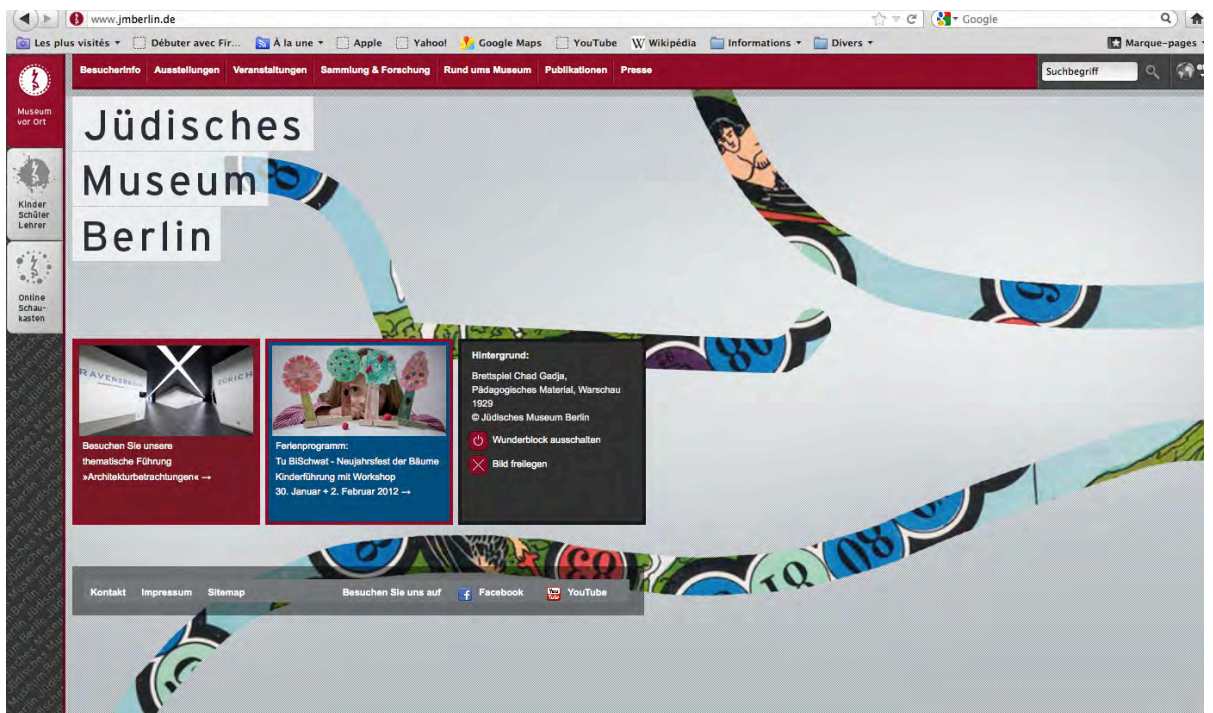 www.jmberlin.de
Google
Les plus visités
Débuter avec Fir...
À la une
Apple
Yahoo!
Google Maps
YouTube
Wikipédia
Informations
Divers
Marque-pages
BesucherInfo
Ausstellungen
Veranstaltungen
Sammlung & Forschung
Rund ums Museum
Publikationen
Presse
Suchbegriff
Museum
vor Ort
Kinder
Schüler
Lehrer
Online
Schau-
kasten
Jüdisches
Museum
Berlin
RAVENSBRÜCK
ZÜRICH
Besuchen Sie unsere
thematische Führung
»Architekturbetrachtungen« →
Ferienprogramm:
Tu BiSchwat - Neujahrsfest der Bäume
Kinderführung mit Workshop
30. Januar + 2. Februar 2012 →
Hintergrund:
Brettspiel Chad Gadja,
Pädagogisches Material, Warschau
1929
© Jüdisches Museum Berlin
Wunderblock ausschalten
Bild freilegen
Kontakt
Impressum
Sitemap
Besuchen Sie uns auf
Facebook
You
Tube
YouTube